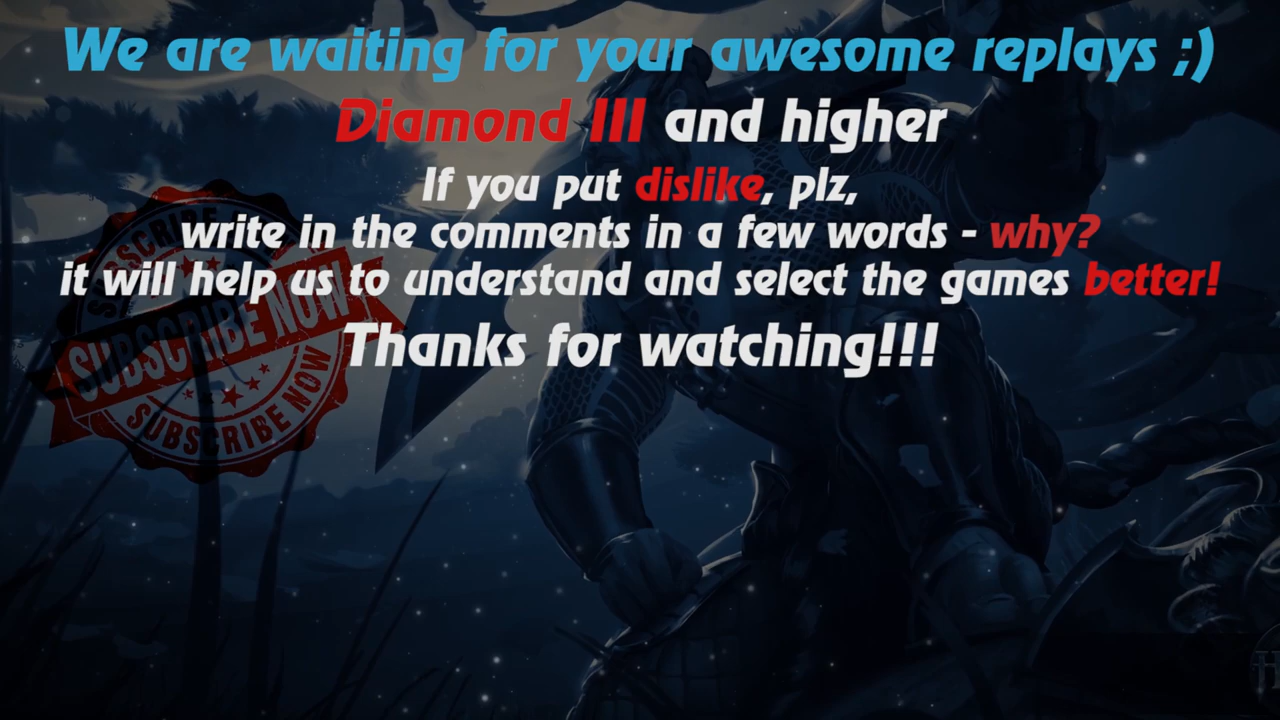 We are waiting for your awesome replays ;)
Diamond III and higher
If you put dislike, plz,
write in the comments in a few words - why?
it will help us to understand and select the games better!
Thanks for watching!!!
SUBSCRIBE NOW
SUBSCRIBE NOW